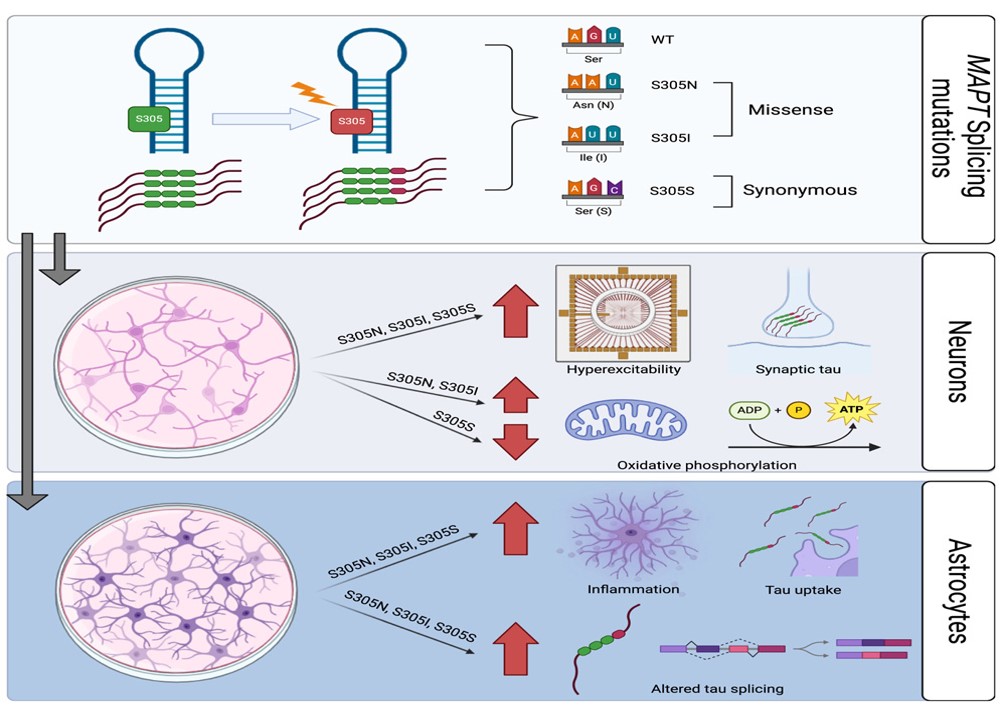 S305
S305
A G U
Ser
WT
A A U
Asn (N)
S305N
A U U
Ile (I)
S305I
Missense
A G C
Ser (S)
S305S
Synonymous
MAPT Splicing
mutations
S305N, S305I, S305S
Hyperexcitability
Synaptic tau
S305N, S305I
S305S
ADP + P
ATP
Oxidative phosphorylation
Neurons
S305N, S305I, S305S
Inflammation
Tau uptake
S305N, S305I, S305S
Altered tau splicing
Astrocytes